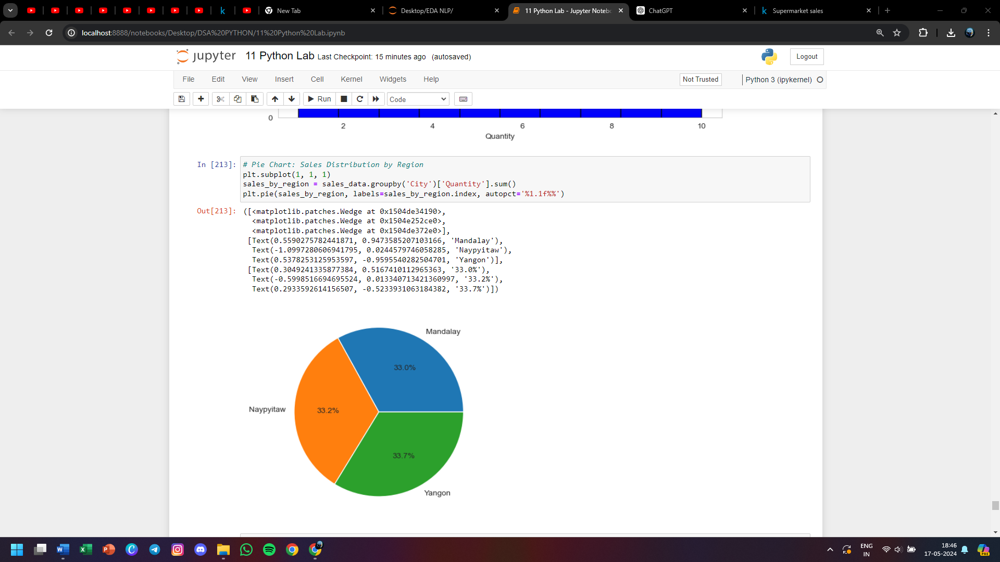 New Tab
Desktop/EDA NLP/
11 Python Lab - Jupyter Notebo
ChatGPT
k Supermarket sales
localhost:8888/notebooks/Desktop/DSA%20PYTHON/11%20Python%20Lab.ipynb
jupyter 11 Python Lab Last Checkpoint: 15 minutes ago (autosaved)
Logout
File Edit View Insert Cell Kernel Widgets Help
Not Trusted
Python 3 (ipykernel)
Run
Code
0
2 4 6 8 10
Quantity
In [213]: # Pie Chart: Sales Distribution by Region
plt.subplot(1, 1, 1)
sales_by_region = sales_data.groupby('City')['Quantity'].sum()
plt.pie(sales_by_region, labels=sales_by_region.index, autopct='%1.1f%%')
Out[213]: ([<matplotlib.patches.Wedge at 0x1504de34190>,
<matplotlib.patches.Wedge at 0x1504e252ce0>,
<matplotlib.patches.Wedge at 0x1504de372e0>],
[Text(0.5590275782441871, 0.9473585207103166, 'Mandalay'),
Text(-1.0997280606941795, 0.0244579746058285, 'Naypyitaw'),
Text(0.5378253125953597, -0.9595540282504701, 'Yangon')],
[Text(0.3049241335877384, 0.5167410112965363, '33.0%'),
Text(-0.5998516694695524, 0.013340713421360997, '33.2%'),
Text(0.2933592614156507, -0.5233931063184382, '33.7%')])
Mandalay
33.0%
Naypyitaw
33.2%
33.7%
Yangon
ENG
IN
18:46
17-05-2024